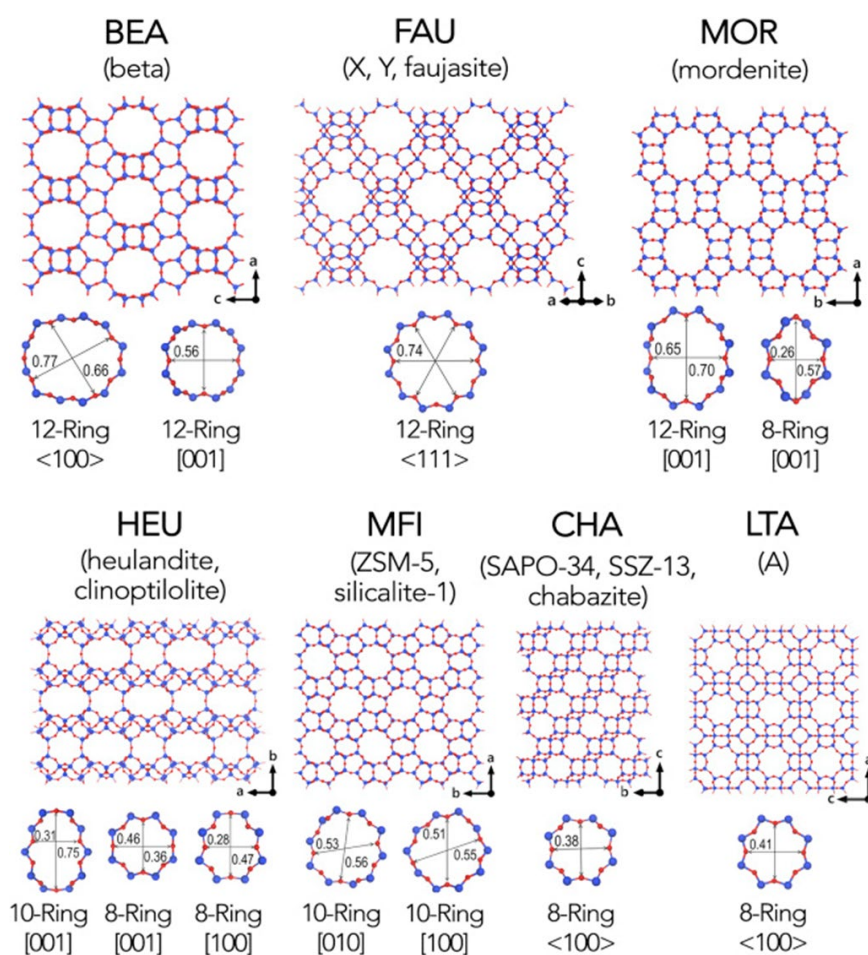 BEA
(beta)
FAU
(X, Y, faujasite)
MOR
(mordenite)
a
c
c
a
b
a
b
0.77
0.66
0.56
0.74
0.65
0.70
0.26
0.57
12-Ring
<100>
12-Ring
[001]
12-Ring
<111>
12-Ring
[001]
8-Ring
[001]
HEU
(heulandite,
clinoptilolite)
MFI
(ZSM-5,
silicalite-1)
CHA
(SAPO-34, SSZ-13,
chabazite)
LTA
(A)
b
a
a
b
c
b
a
c
0.31
0.75
0.46
0.36
0.28
0.47
0.53
0.56
0.51
0.55
0.38
0.41
10-Ring
[001]
8-Ring
[001]
8-Ring
[100]
10-Ring
[010]
10-Ring
[100]
8-Ring
<100>
8-Ring
<100>